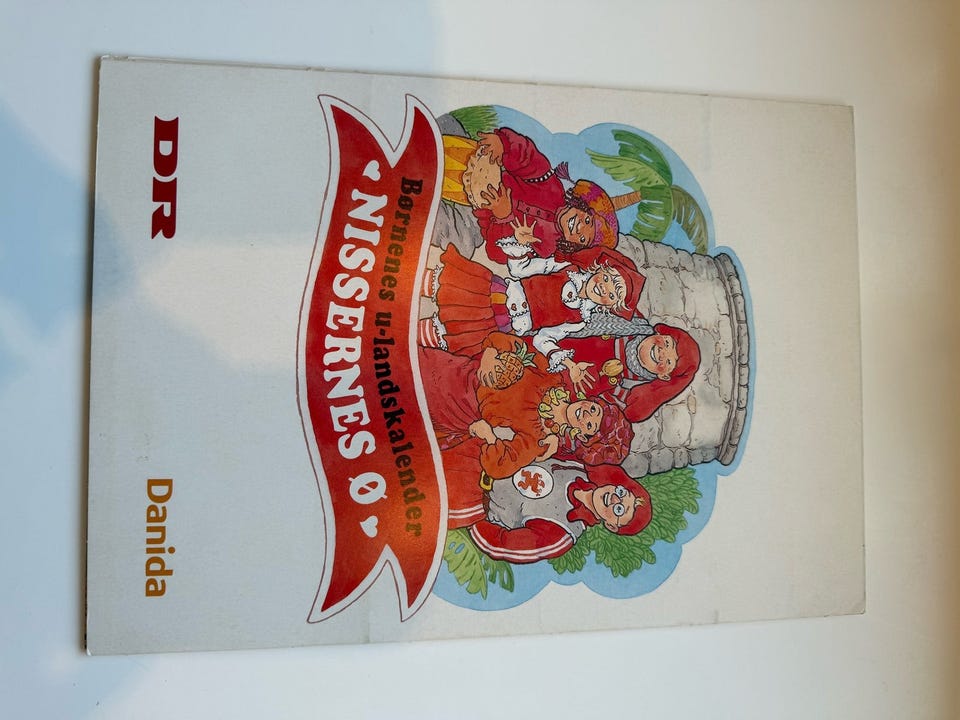 Børnenes u-landskalender
NISSERNES Ø
DR
Danida